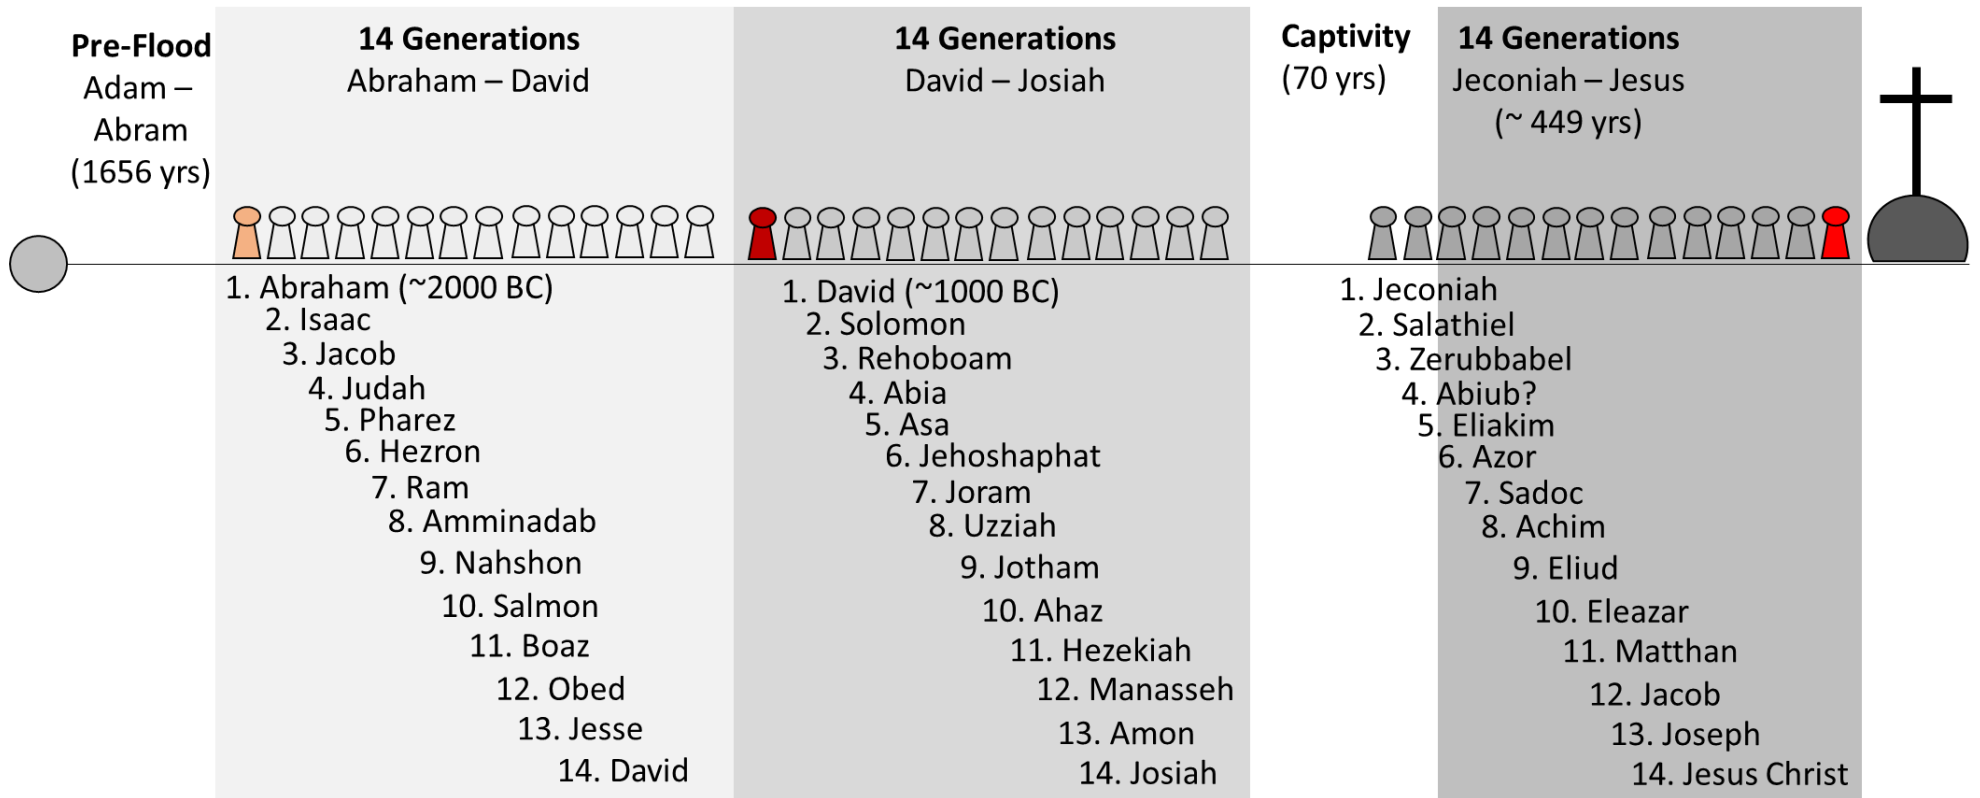 Pre-Flood
Adam –
Abram
(1656 yrs)
14 Generations
Abraham – David
1. Abraham (~2000 BC)
2. Isaac
3. Jacob
4. Judah
5. Pharez
6. Hezron
7. Ram
8. Amminadab
9. Nahshon
10. Salmon
11. Boaz
12. Obed
13. Jesse
14. David
14 Generations
David – Josiah
1. David (~1000 BC)
2. Solomon
3. Rehoboam
4. Abia
5. Asa
6. Jehoshaphat
7. Joram
8. Uzziah
9. Jotham
10. Ahaz
11. Hezekiah
12. Manasseh
13. Amon
14. Josiah
Captivity
(70 yrs)
14 Generations
Jeconiah – Jesus
(~ 449 yrs)
1. Jeconiah
2. Salathiel
3. Zerubbabel
4. Abiub?
5. Eliakim
6. Azor
7. Sadoc
8. Achim
9. Eliud
10. Eleazar
11. Matthan
12. Jacob
13. Joseph
14. Jesus Christ